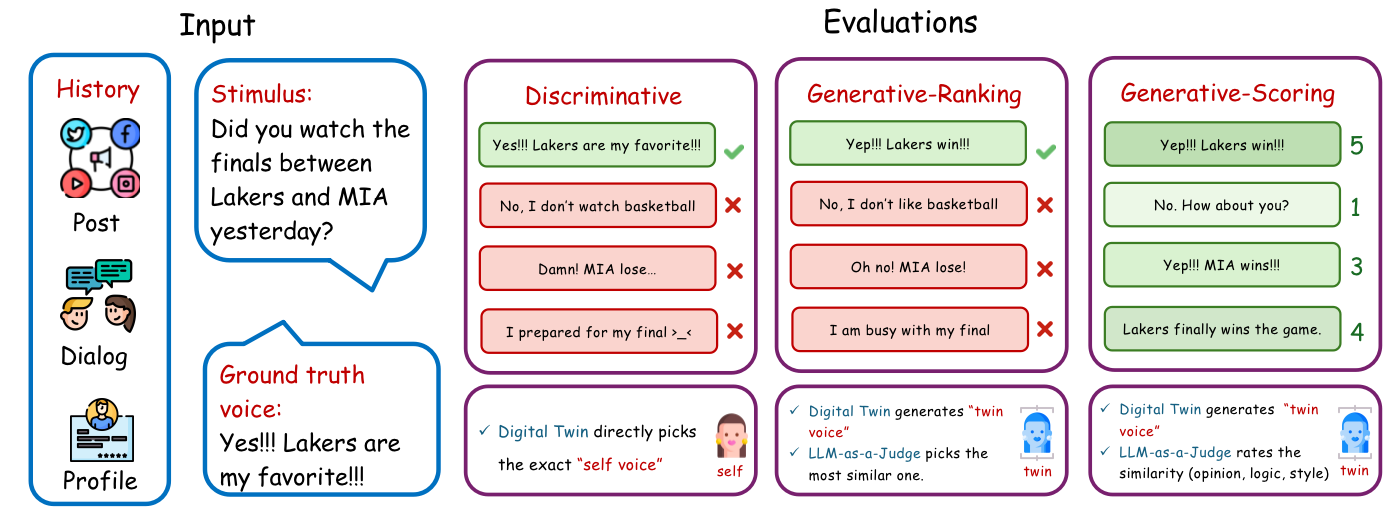 Input
Evaluations
History
Post
Dialog
Profile
Stimulus:
Did you watch the
finals between
Lakers and MIA
yesterday?
Ground truth
voice:
Yes!!! Lakers are
my favorite!!!
Discriminative
Yes!!! Lakers are my favorite!!!
No, I don't watch basketball
Damn! MIA lose...
I prepared for my final >_<
✓ Digital Twin directly picks
the exact "self voice"
self
Generative-Ranking
Yep!!! Lakers win!!!
No, I don't like basketball
Oh no! MIA lose!
I am busy with my final
✓ Digital Twin generates "twin
voice"
✓ LLM-as-a-Judge picks the
most similar one.
twin
Generative-Scoring
Yep!!! Lakers win!!! 5
No. How about you? 1
Yep!!! MIA wins!!! 3
Lakers finally wins the game. 4
✓ Digital Twin generates "twin
voice"
✓ LLM-as-a-Judge rates the
similarity (opinion, logic, style)
twin